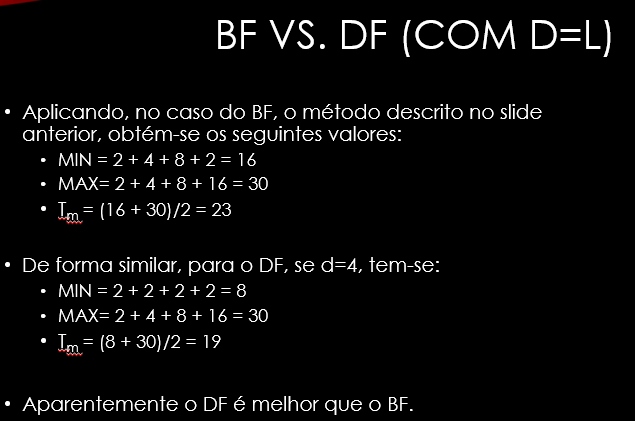 BF VS. DF (COM D=L)
• Aplicando, no caso do BF, o método descrito no slide
anterior, obtém-se os seguintes valores:
• MIN = 2 + 4 + 8 + 2 = 16
• MAX= 2 + 4 + 8 + 16 = 30
• Tm = (16 + 30)/2 = 23
• De forma similar, para o DF, se d=4, tem-se:
• MIN = 2 + 2 + 2 + 2 = 8
• MAX= 2 + 4 + 8 + 16 = 30
• Tm = (8 + 30)/2 = 19
• Aparentemente o DF é melhor que o BF.